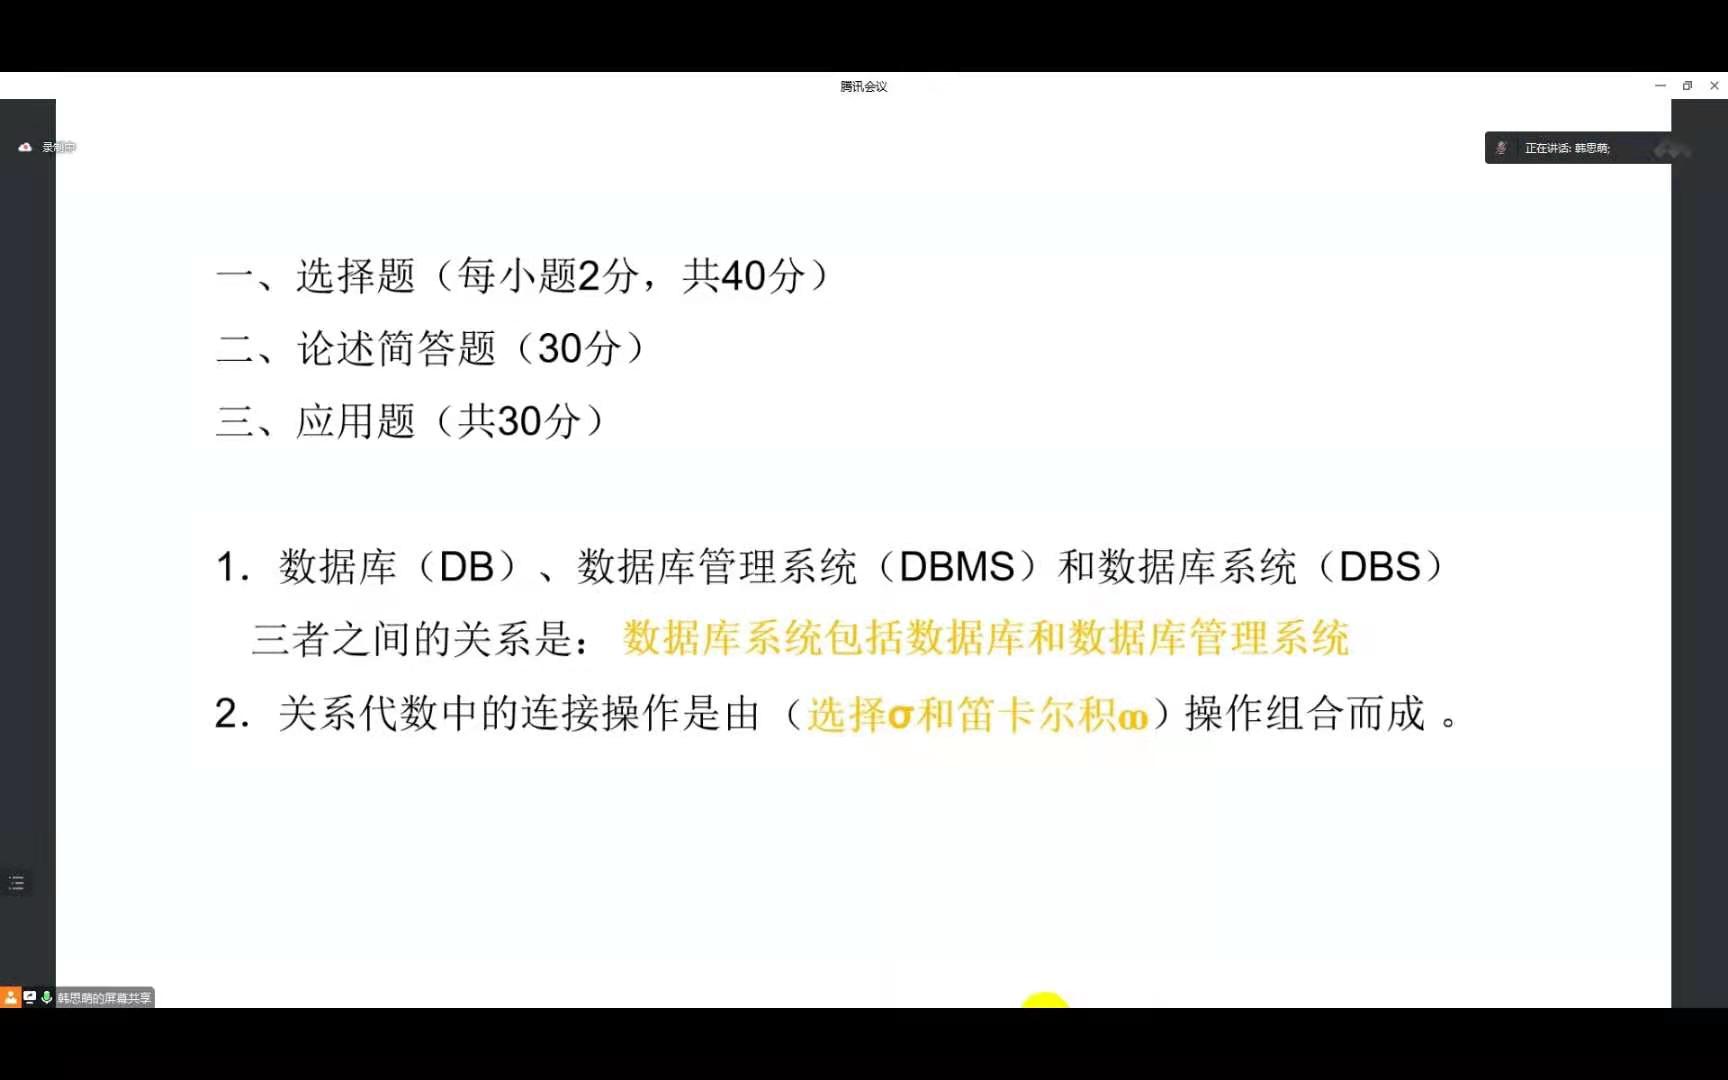 腾讯会议
录制中
正在讲话: 韩思萌;
一、选择题（每小题2分，共40分）
二、论述简答题（30分）
三、应用题（共30分）
1．数据库（DB）、数据库管理系统（DBMS）和数据库系统（DBS）
三者之间的关系是：数据库系统包括数据库和数据库管理系统
2．关系代数中的连接操作是由（选择σ和笛卡尔积ꝏ）操作组合而成 。
韩思萌的屏幕共享